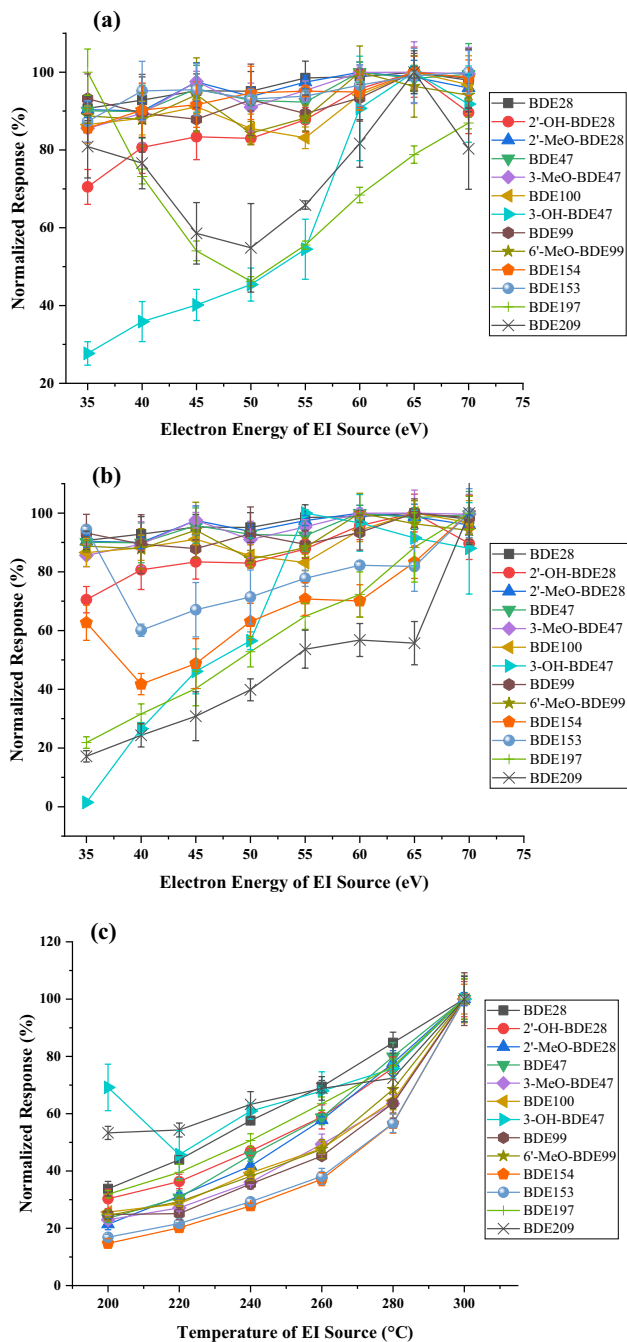 (a)
Normalized Response (%)
100
80
60
40
20
35 40 45 50 55 60 65 70 75
Electron Energy of EI Source (eV)
BDE28
2'-OH-BDE28
2'-MeO-BDE28
BDE47
3-MeO-BDE47
BDE100
3-OH-BDE47
BDE99
6'-MeO-BDE99
BDE154
BDE153
BDE197
BDE209
(b)
Normalized Response (%)
100
80
60
40
20
0
35 40 45 50 55 60 65 70 75
Electron Energy of EI Source (eV)
BDE28
2'-OH-BDE28
2'-MeO-BDE28
BDE47
3-MeO-BDE47
BDE100
3-OH-BDE47
BDE99
6'-MeO-BDE99
BDE154
BDE153
BDE197
BDE209
(c)
Normalized Response (%)
120
100
80
60
40
20
0
200 220 240 260 280 300
Temperature of EI Source (°C)
BDE28
2'-OH-BDE28
2'-MeO-BDE28
BDE47
3-MeO-BDE47
BDE100
3-OH-BDE47
BDE99
6'-MeO-BDE99
BDE154
BDE153
BDE197
BDE209